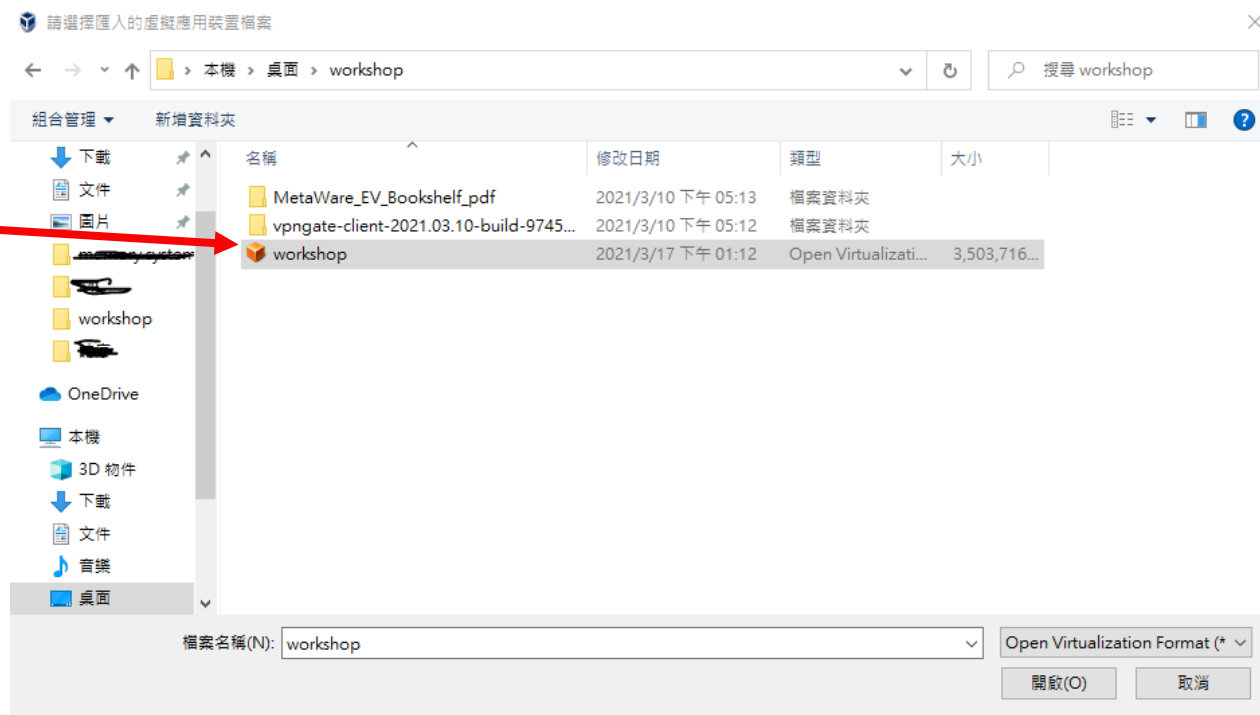 請選擇匯入的虛擬應用裝置檔案
本機 › 桌面 › workshop
搜尋 workshop
組合管理 新增資料夾
名稱 修改日期 類型 大小
MetaWare_EV_Bookshelf_pdf 2021/3/10 下午 05:13 檔案資料夾
vpngate-client-2021.03.10-build-9745... 2021/3/10 下午 05:12 檔案資料夾
workshop 2021/3/17 下午 01:12 Open Virtualizati... 3,503,716...
下載
文件
圖片
memory system
workshop
OneDrive
本機
3D 物件
下載
文件
音樂
桌面
檔案名稱(N): workshop
Open Virtualization Format (*
開啟(O) 取消